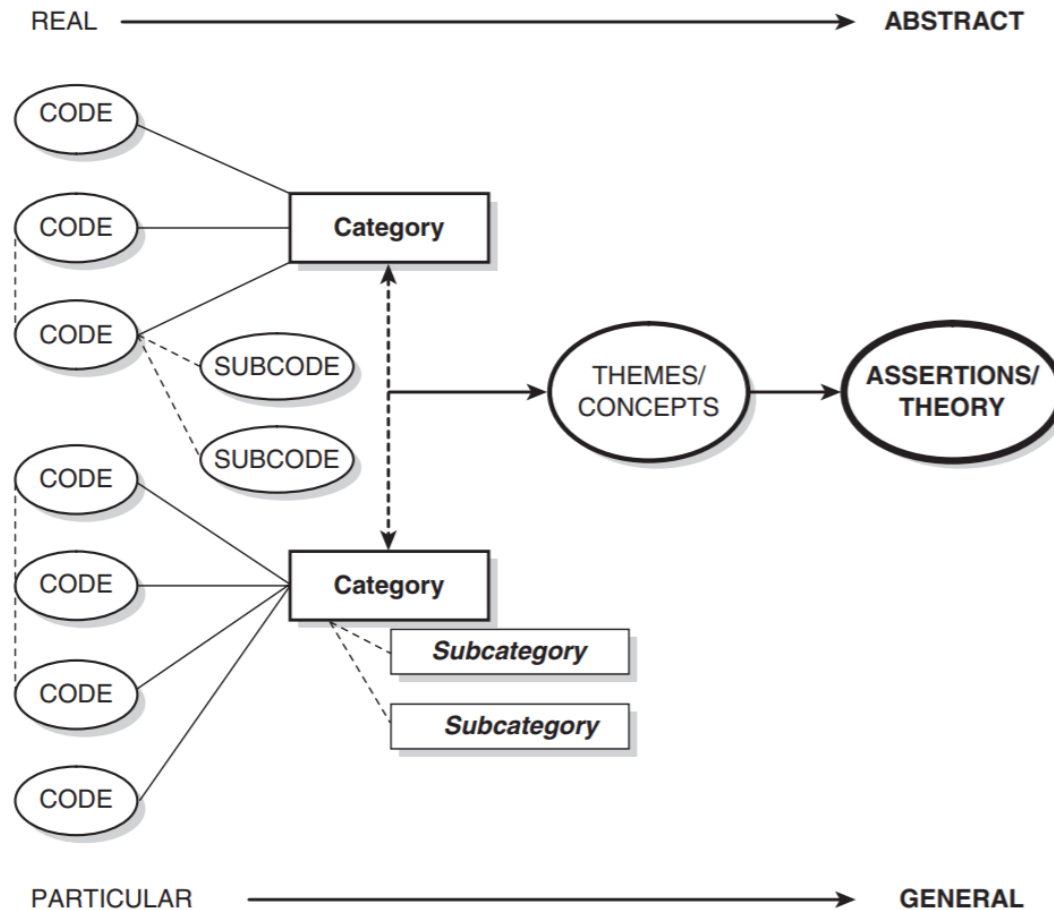 REAL
ABSTRACT
CODE
CODE
Category
CODE
SUBCODE
SUBCODE
THEMES/
CONCEPTS
ASSERTIONS/
THEORY
CODE
CODE
Category
Subcategory
CODE
Subcategory
CODE
PARTICULAR
GENERAL